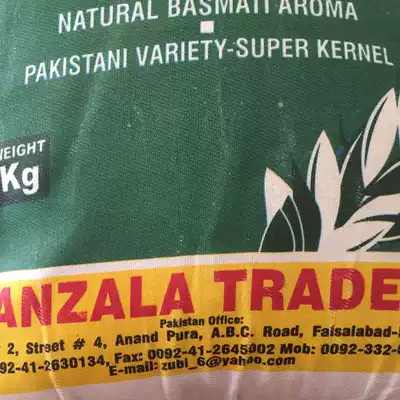 NATURAL BASMATI AROMA
PAKISTANI VARIETY-SUPER KERNEL
WEIGHT
Kg
ANZALA TRADE
Pakistan Office:
2, Street # 4, Anand Pura, A.B.C. Road, Faisalabad-
92-41-2630134, Fax: 0092-41-2645002 Mob: 0092-332-
E-mail: zubi_6@yahoo.com